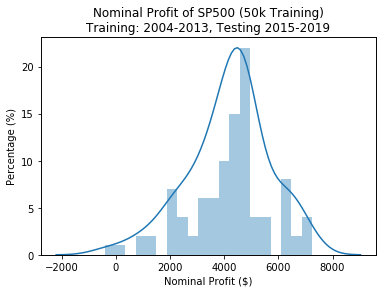 Nominal Profit of SP500 (50k Training)
Training: 2004-2013, Testing 2015-2019
Percentage (%)
20
15
10
5
0
−2000 0 2000 4000 6000 8000
Nominal Profit ($)